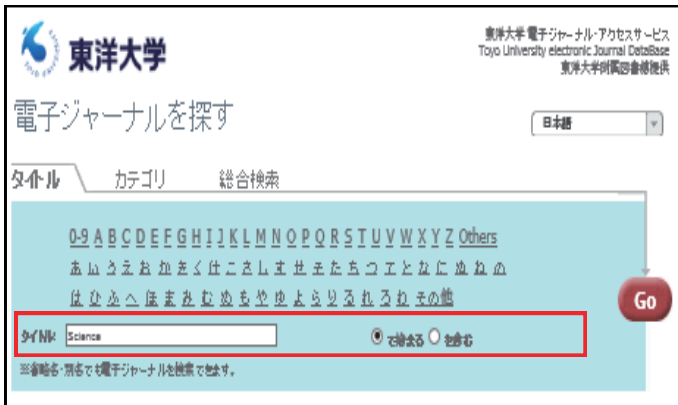 東洋大学
東洋大学 電子ジャーナル・アクセスサービス
Toyo University electronic Journal DataBase
東洋大学附属図書館提供
電子ジャーナルを探す
日本語
タイトル カテゴリ 総合検索
0-9 A B C D E F G H I J K L M N O P Q R S T U V W X Y Z Others
あ い う え お か き く け こ さ し す せ そ た ち つ て と な に ぬ ね の
は ひ ふ へ ほ ま み む め も や ゆ よ ら り る れ ろ わ その他
Go
タイトル: Science で始まる を含む
※省略名・別名でも電子ジャーナルを検索できます。